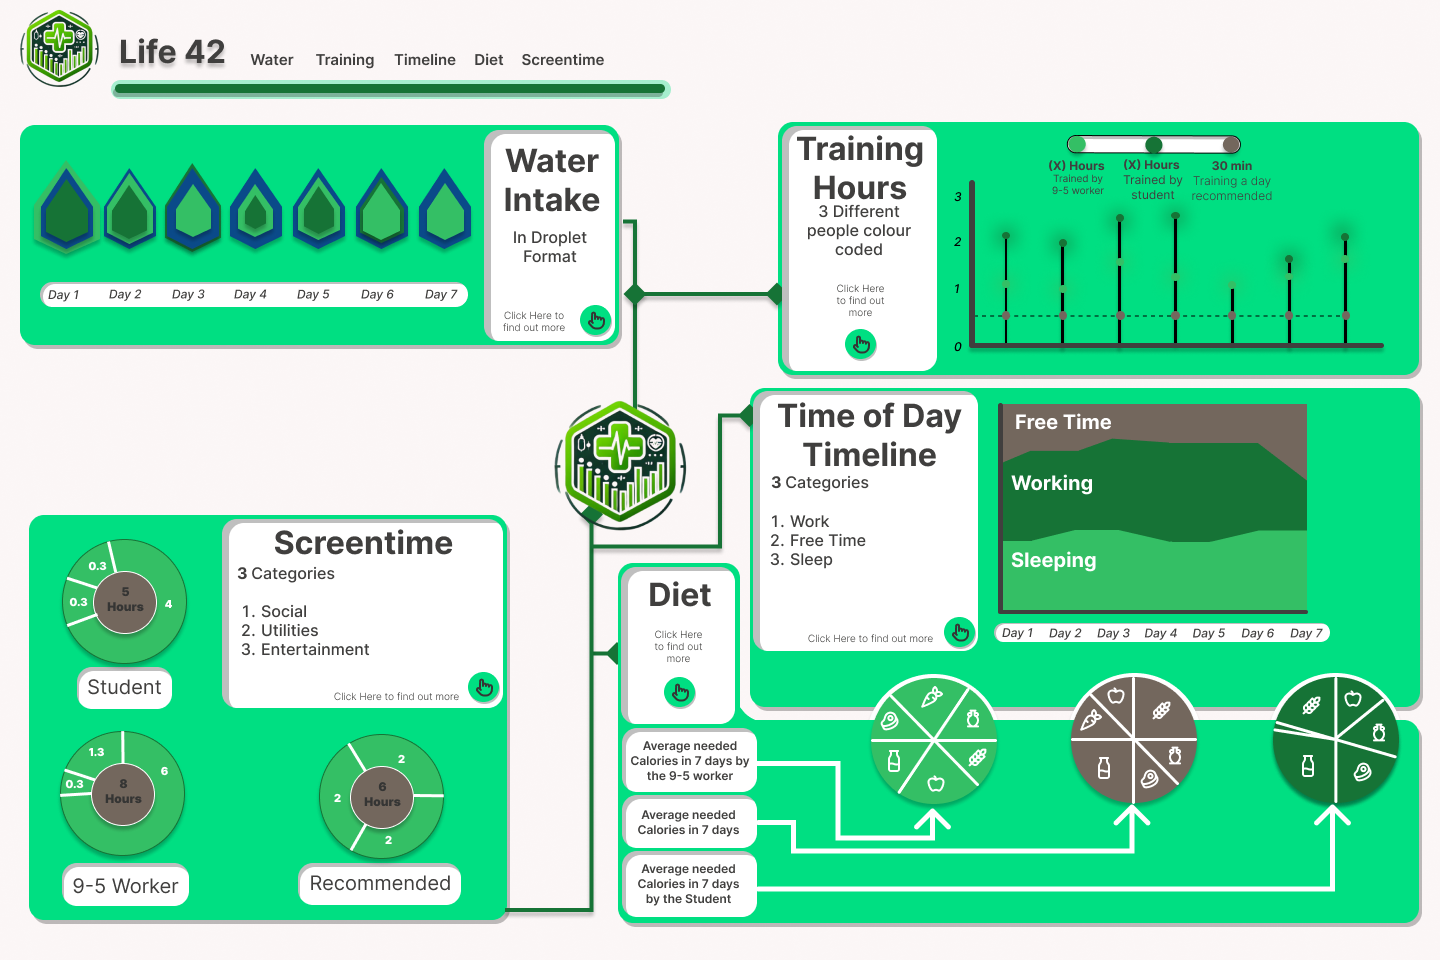 Life 42
Water Training Timeline Diet Screentime
Water
Intake
In Droplet
Format
Click Here to
find out more
Day 1 Day 2 Day 3 Day 4 Day 5 Day 6 Day 7
Training
Hours
3 Different
people colour
coded
Click Here
to find out
more
(X) Hours
Trained by
9-5 worker
(X) Hours
Trained by
student
30 min
Training a day
recommended
3
2
1
0
Time of Day
Timeline
3 Categories
1. Work
2. Free Time
3. Sleep
Click Here to find out more
Free Time
Working
Sleeping
Day 1 Day 2 Day 3 Day 4 Day 5 Day 6 Day 7
Screentime
3 Categories
1. Social
2. Utilities
3. Entertainment
Click Here to find out more
0.3
0.3
4
5
Hours
Student
1.3
0.3
6
8
Hours
9-5 Worker
2
2
2
6
Hours
Recommended
Diet
Click Here
to find out
more
Average needed
Calories in 7 days by
the 9-5 worker
Average needed
Calories in 7 days
Average needed
Calories in 7 days
by the Student